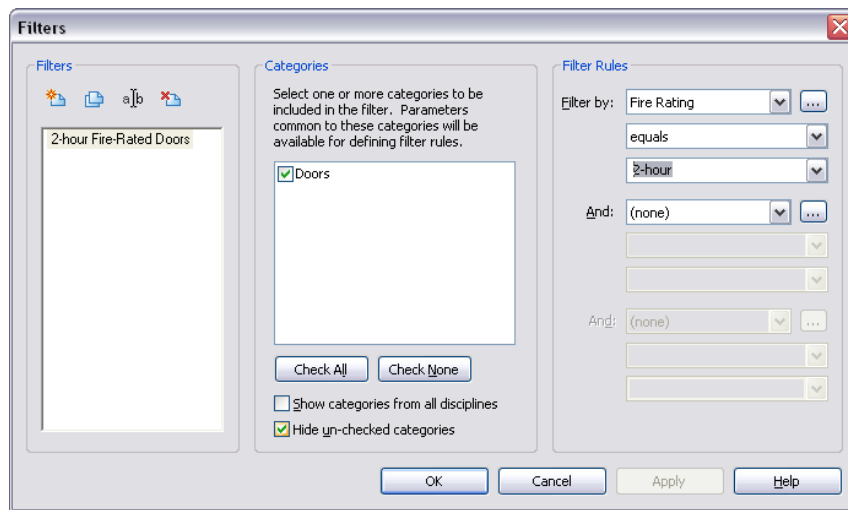 Filters
Filters
aIb
2-hour Fire-Rated Doors
Categories
Select one or more categories to be
included in the filter. Parameters
common to these categories will be
available for defining filter rules.
Doors
Check All
Check None
Show categories from all disciplines
Hide un-checked categories
Filter Rules
Filter by:
Fire Rating
...
equals
2-hour
And:
(none)
...
And:
(none)
...
OK
Cancel
Apply
Help